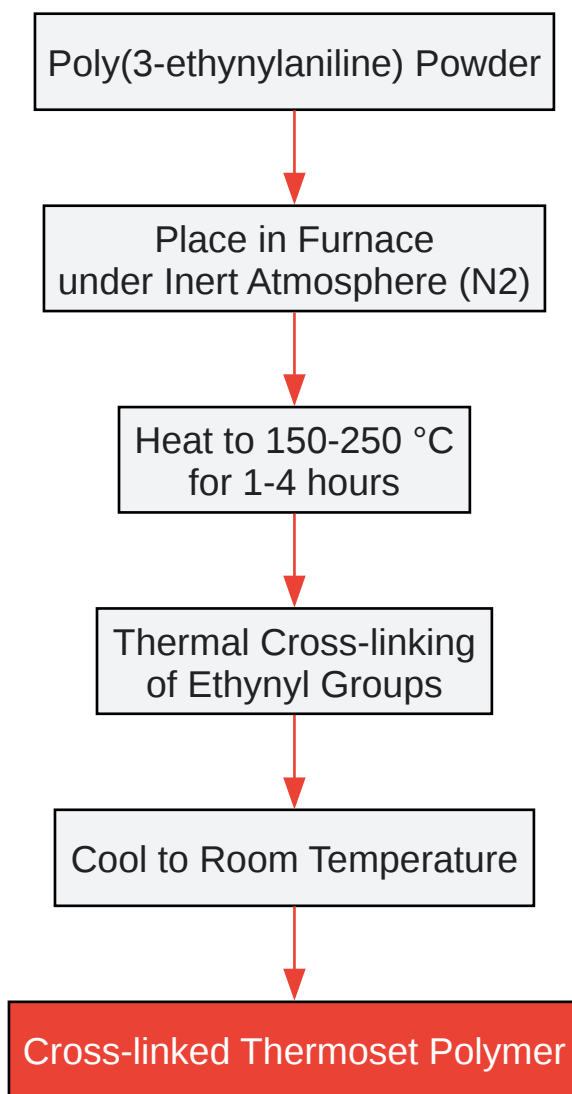 Poly(3-ethynylaniline) Powder
Place in Furnace
under Inert Atmosphere (N2)
Heat to 150-250 °C
for 1-4 hours
Thermal Cross-linking
of Ethynyl Groups
Cool to Room Temperature
Cross-linked Thermoset Polymer